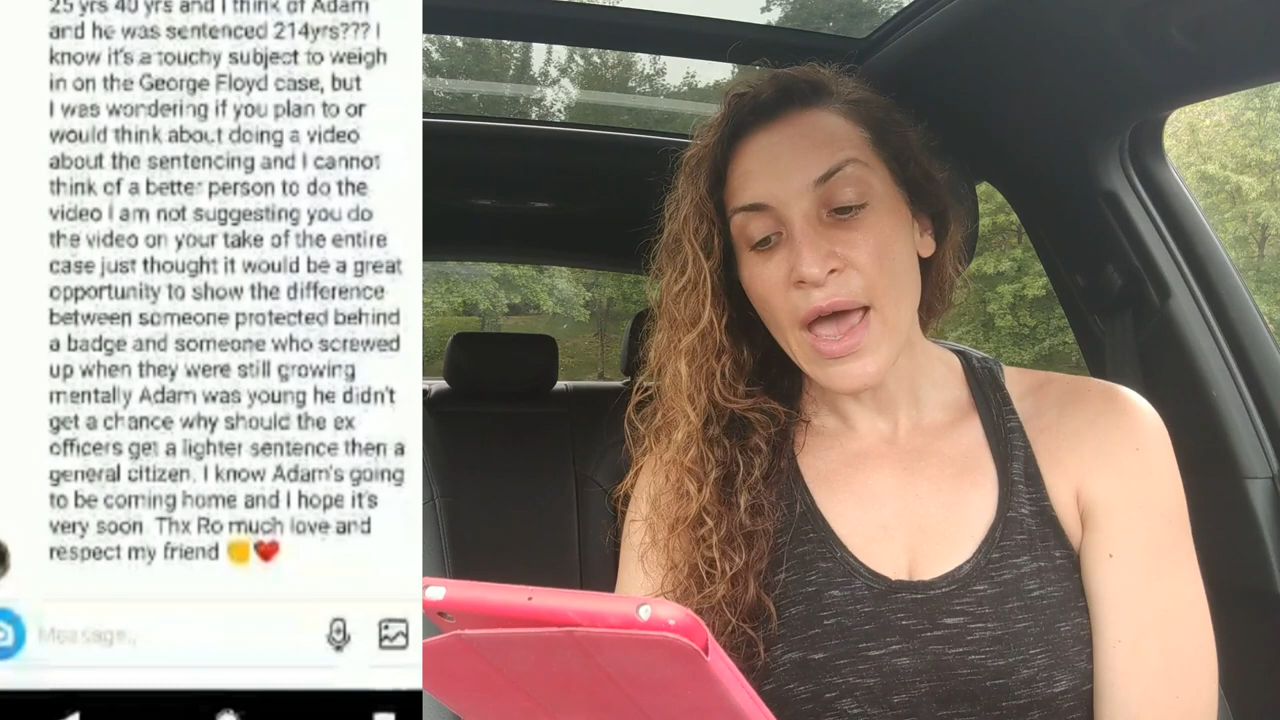 25 yrs 40 yrs and I think of Adam
and he was sentenced 214yrs??? I
know it's a touchy subject to weigh
in on the George Floyd case, but
I was wondering if you plan to or
would think about doing a video
about the sentencing and I cannot
think of a better person to do the
video I am not suggesting you do
the video on your take of the entire
case just thought it would be a great
opportunity to show the difference
between someone protected behind
a badge and someone who screwed
up when they were still growing
mentally Adam was young he didn't
get a chance why should the ex
officers get a lighter sentence then a
general citizen. I know Adam's going
to be coming home and I hope it's
very soon. Thx Ro much love and
respect my friend 👊❤️
Message...